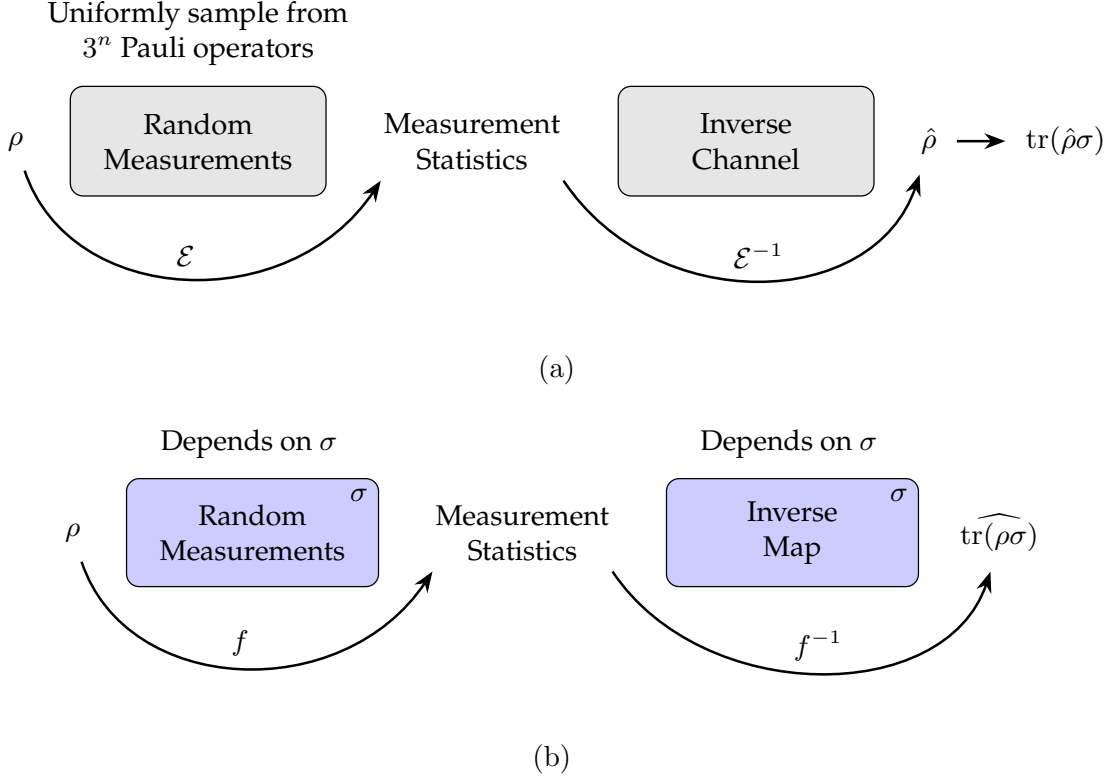 Uniformly sample from
3^n Pauli operators
ρ
Random
Measurements
Measurement
Statistics
Inverse
Channel
ρ̂ → tr(ρ̂σ)
ℰ
ℰ⁻¹
(a)
Depends on σ
Depends on σ
ρ
σ
Random
Measurements
Measurement
Statistics
σ
Inverse
Map
\widehat{tr(ρσ)}
f
f⁻¹
(b)